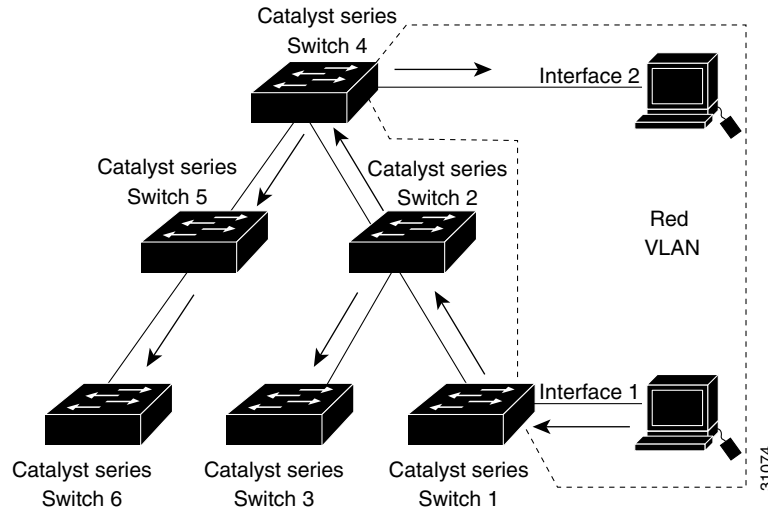 Catalyst series
Switch 4
Interface 2
Catalyst series
Switch 5
Catalyst series
Switch 2
Red
VLAN
Interface 1
Catalyst series
Switch 6
Catalyst series
Switch 3
Catalyst series
Switch 1
31074